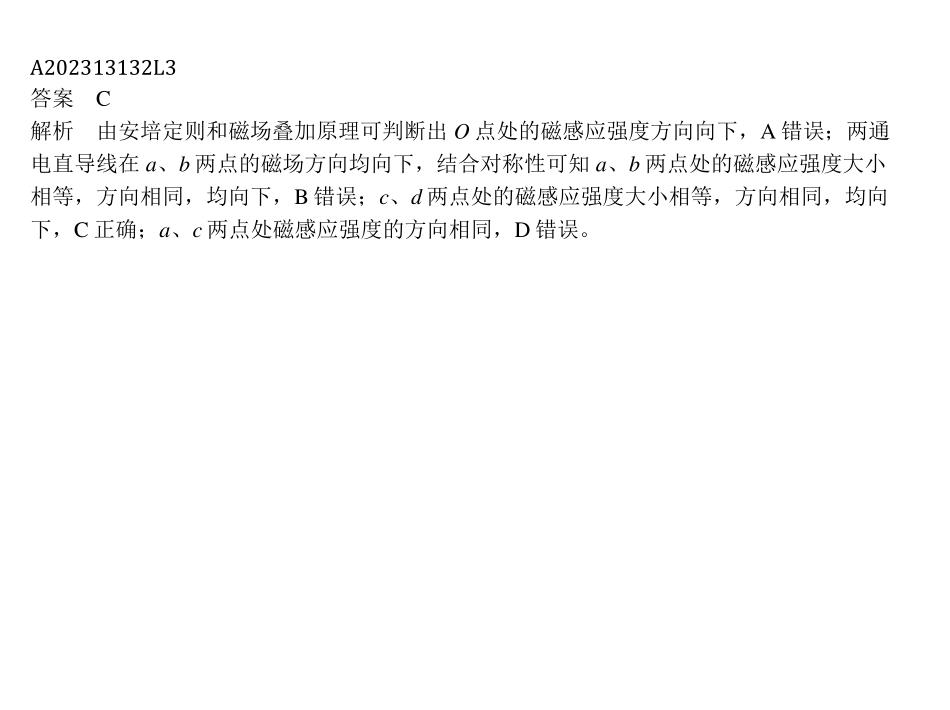 A202313132L3
答案　C
解析　由安培定则和磁场叠加原理可判断出 O 点处的磁感应强度方向向下，A 错误；两通
电直导线在 a、b 两点的磁场方向均向下，结合对称性可知 a、b 两点处的磁感应强度大小
相等，方向相同，均向下，B 错误；c、d 两点处的磁感应强度大小相等，方向相同，均向
下，C 正确；a、c 两点处磁感应强度的方向相同，D 错误。